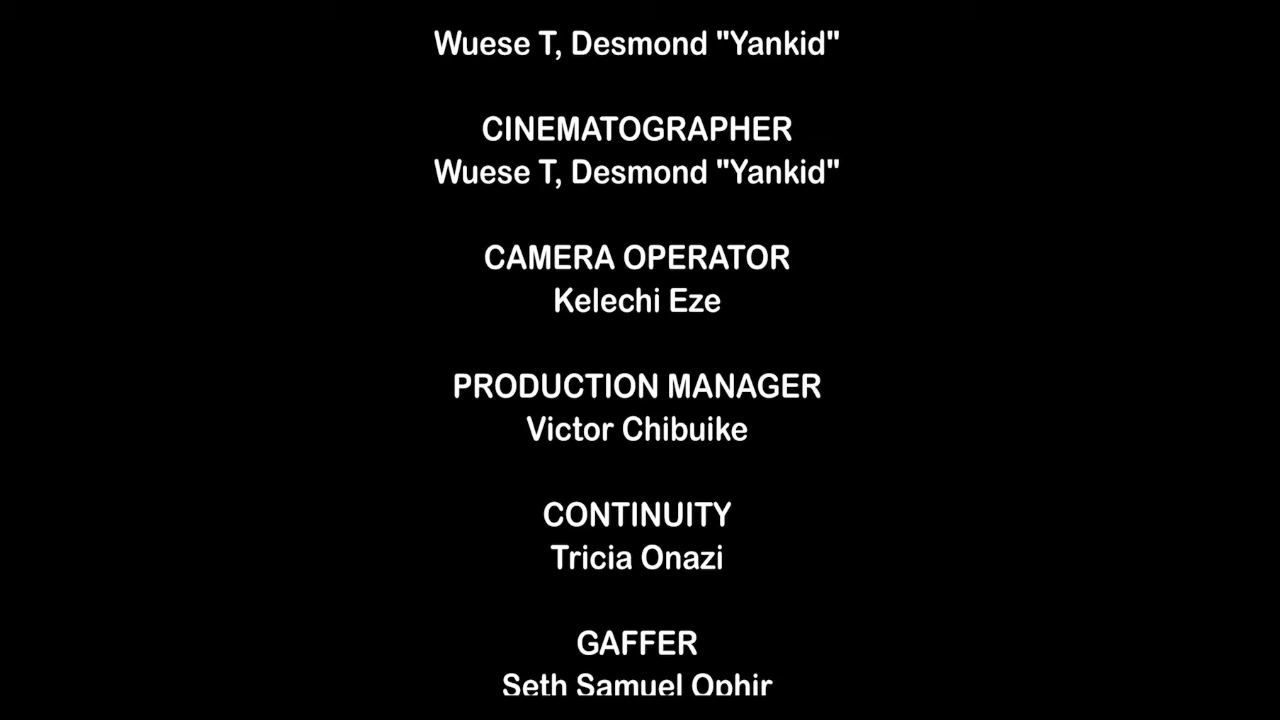 Wuese T, Desmond "Yankid"
CINEMATOGRAPHER
Wuese T, Desmond "Yankid"
CAMERA OPERATOR
Kelechi Eze
PRODUCTION MANAGER
Victor Chibuike
CONTINUITY
Tricia Onazi
GAFFER
Seth Samuel Ophir